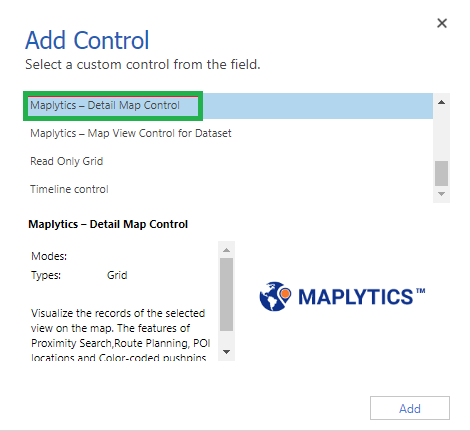 Add Control
Select a custom control from the field.
Maplytics – Detail Map Control
Maplytics – Map View Control for Dataset
Read Only Grid
Timeline control
Maplytics – Detail Map Control
Modes:
Types: Grid
Visualize the records of the selected
view on the map. The features of
Proximity Search,Route Planning, POI
locations and Color-coded pushpins
MAPLYTICS™
Add